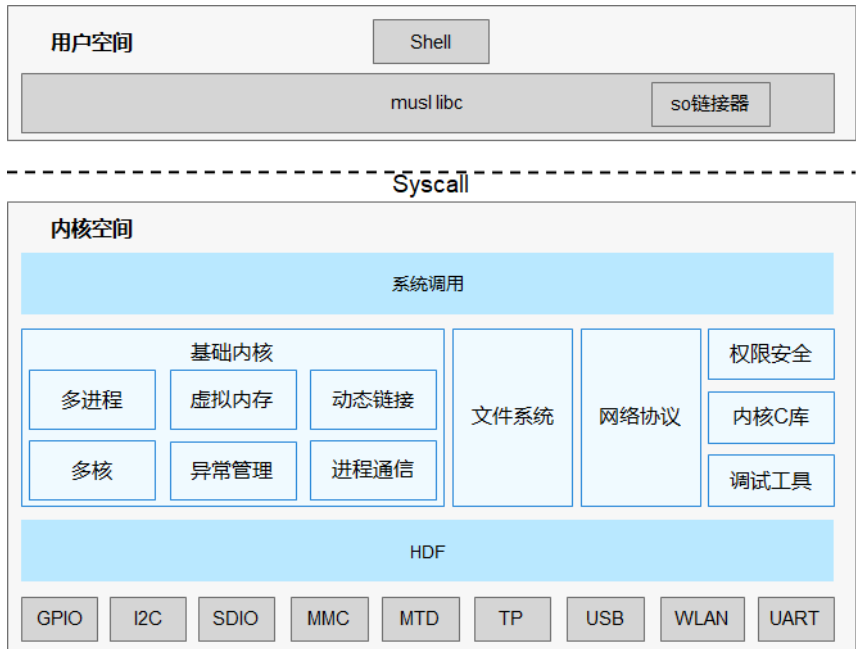 用户空间
Shell
musl libc
so链接器
Syscall
内核空间
系统调用
基础内核
多进程
虚拟内存
动态链接
多核
异常管理
进程通信
文件系统
网络协议
权限安全
内核C库
调试工具
HDF
GPIO
I2C
SDIO
MMC
MTD
TP
USB
WLAN
UART